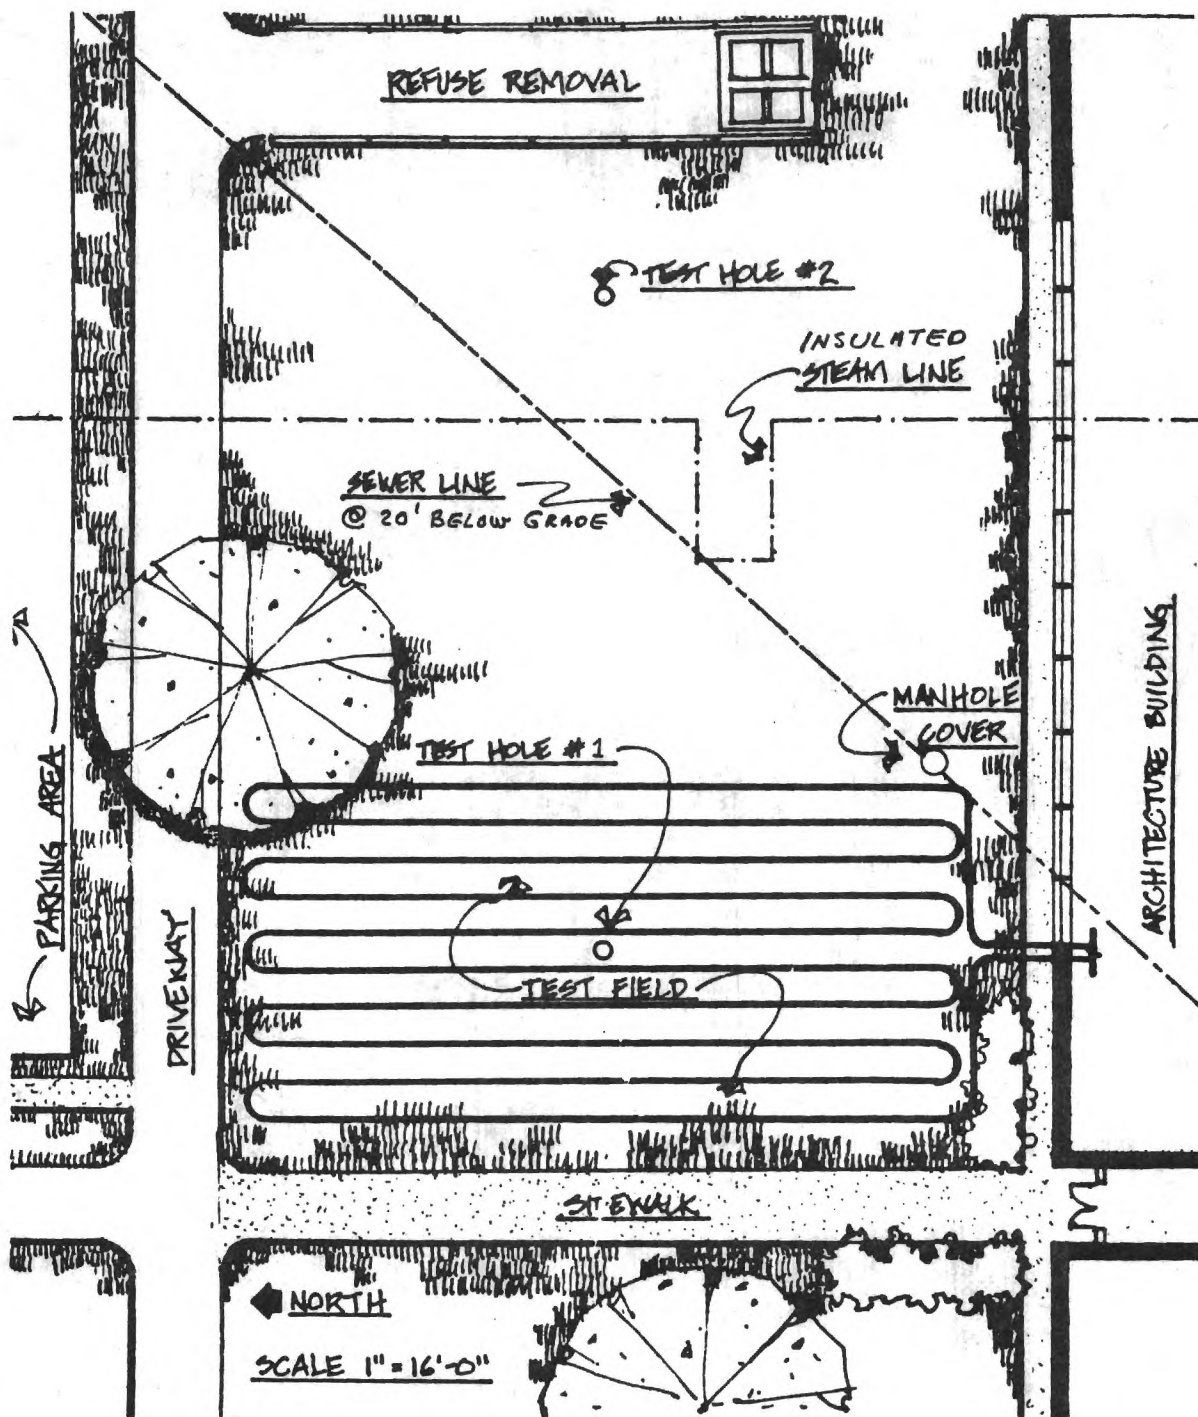 REFUSE REMOVAL
TEST HOLE #2
INSULATED
STEAM LINE
SEWER LINE
@ 20' BELOW GRADE
MANHOLE
COVER
ARCHITECTURE BUILDING
TEST HOLE #1
PARKING AREA
DRIVEWAY
TEST FIELD
SITEWALK
NORTH
SCALE 1" = 16'-0"